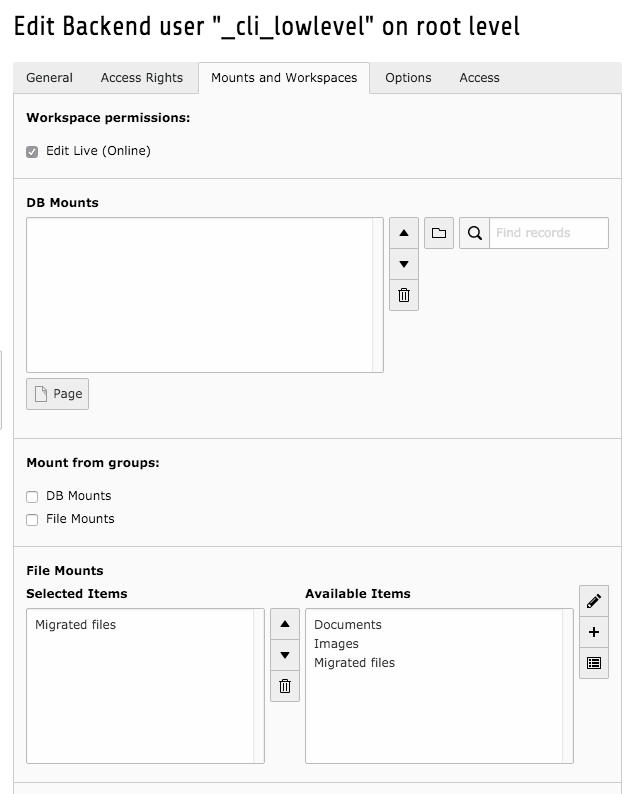 Edit Backend user "_cli_lowlevel" on root level
General Access Rights Mounts and Workspaces Options Access
Workspace permissions:
Edit Live (Online)
DB Mounts
Find records
Page
Mount from groups:
DB Mounts
File Mounts
File Mounts
Selected Items Available Items
Migrated files Documents
Images
Migrated files